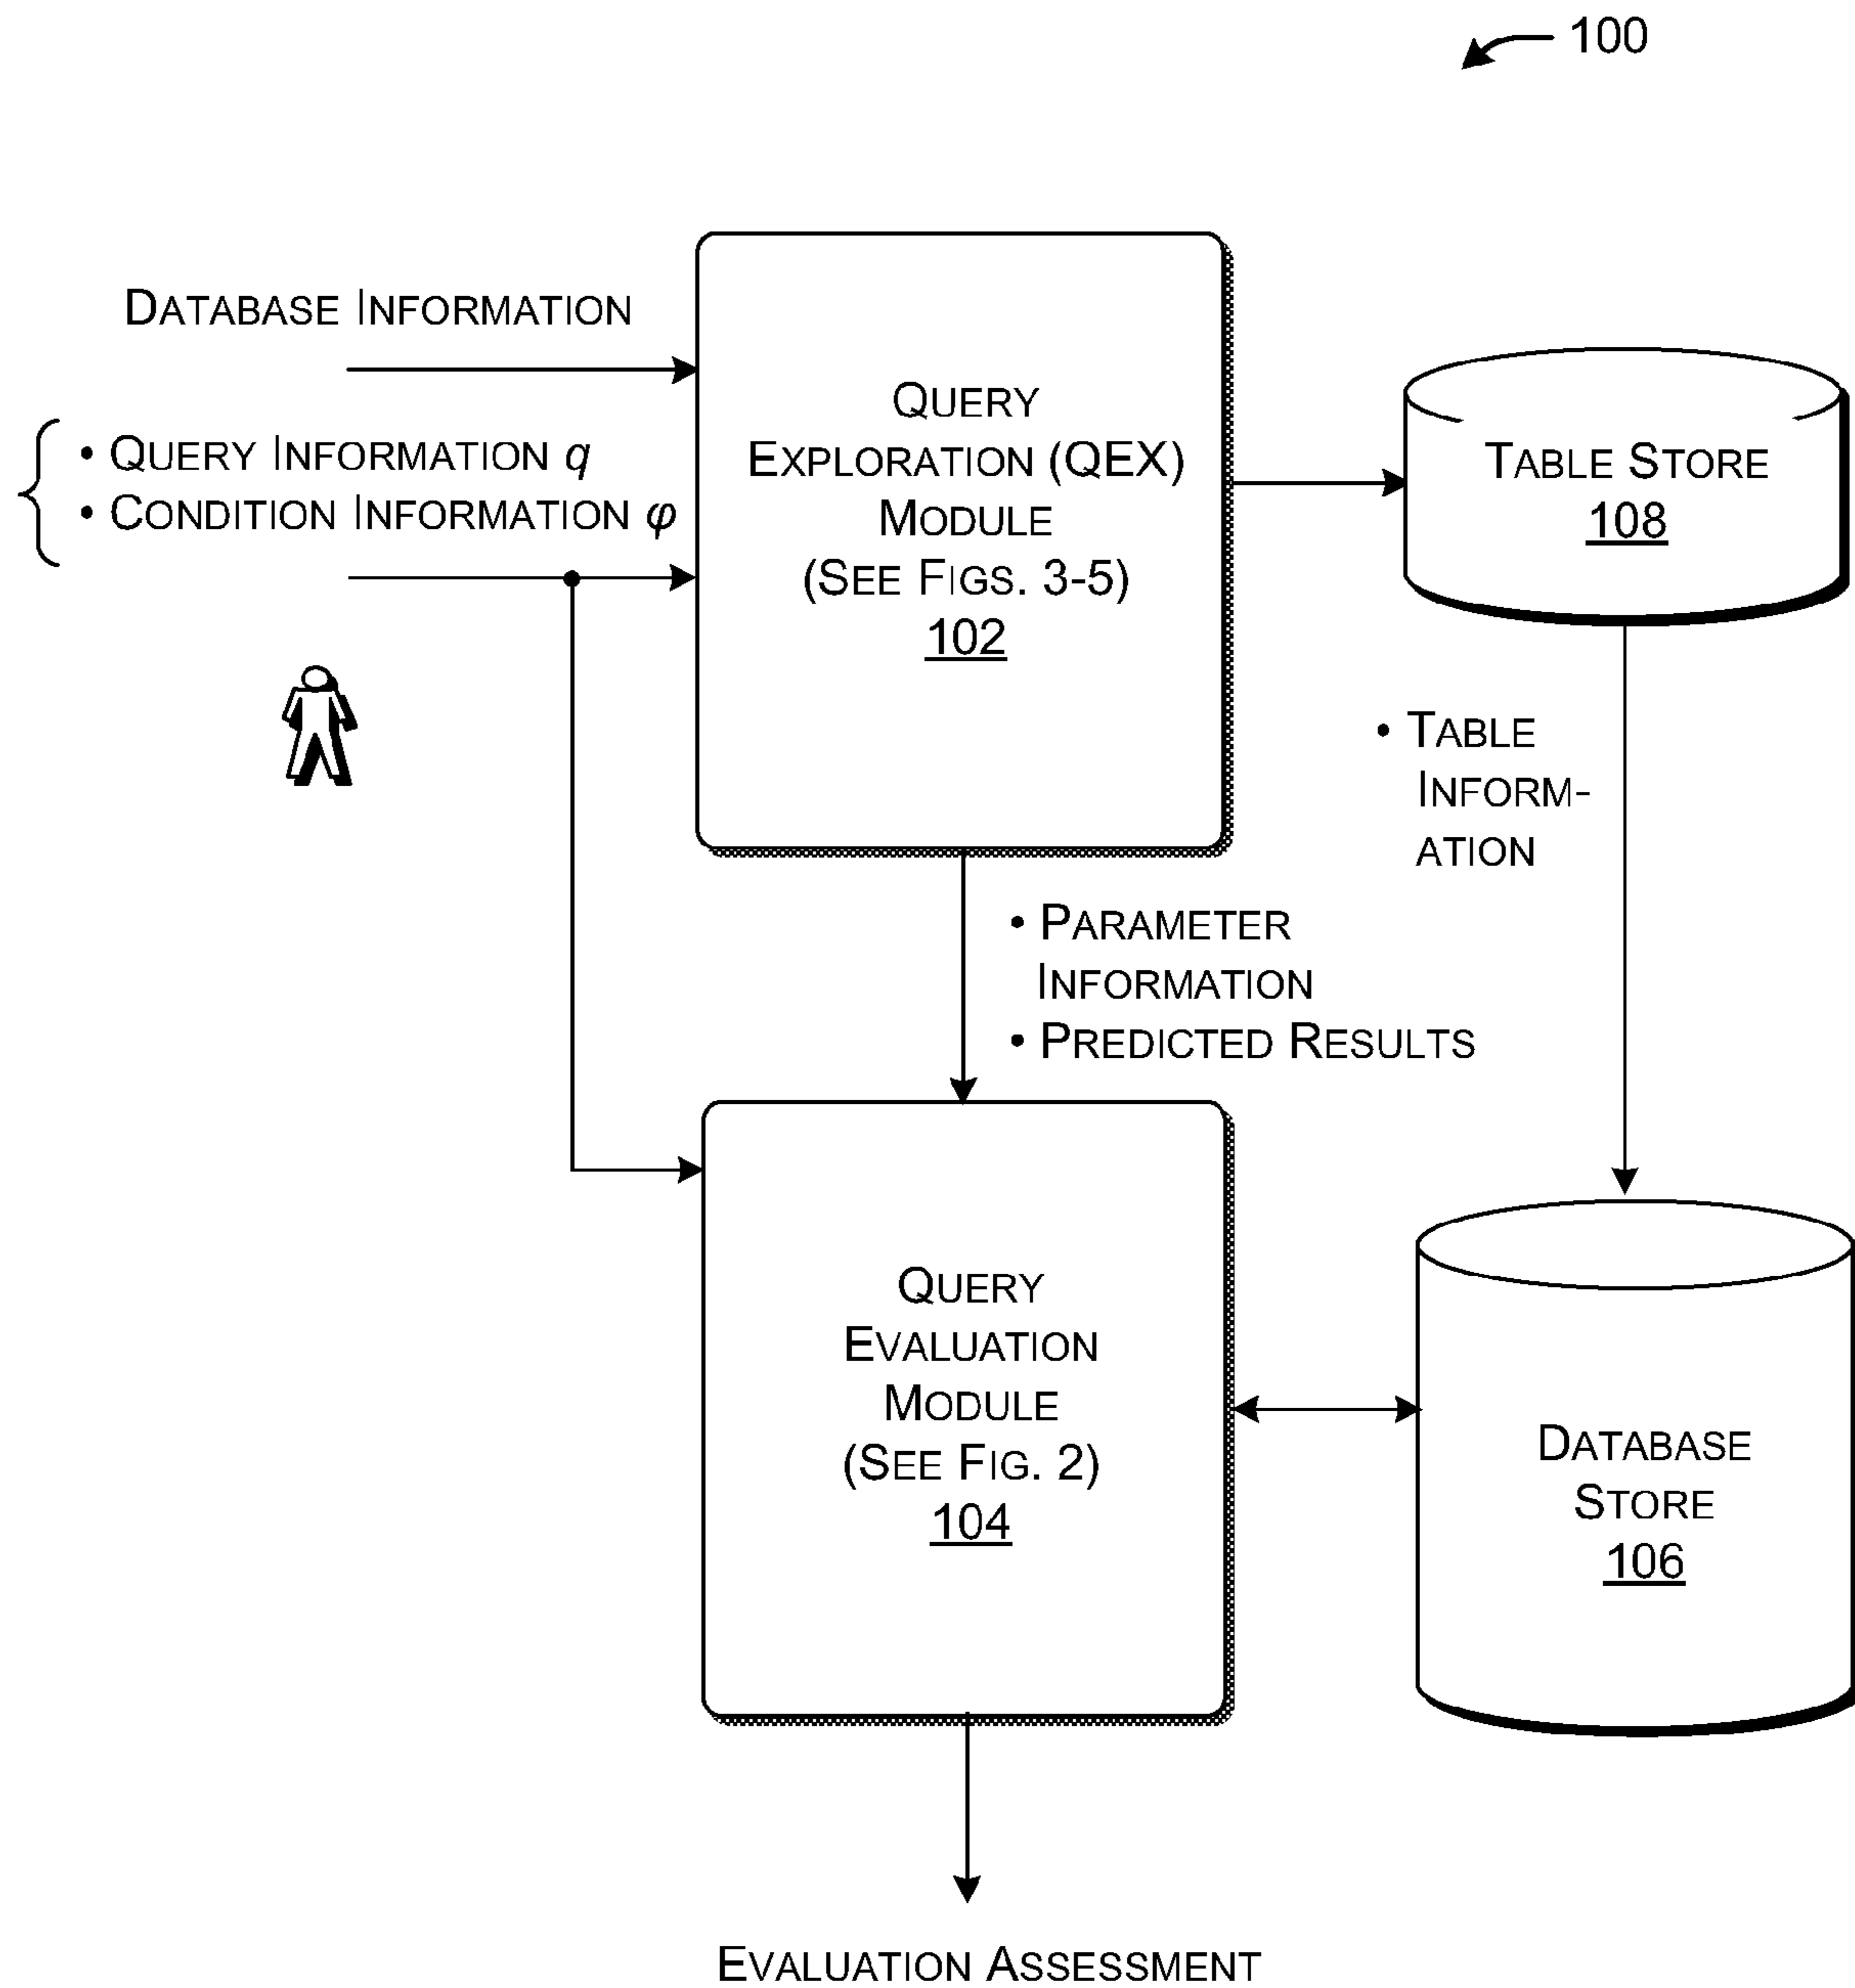 100
DATABASE INFORMATION
• QUERY INFORMATION q
• CONDITION INFORMATION φ
QUERY
EXPLORATION (QEX)
MODULE
(SEE FIGS. 3-5)
102
TABLE STORE
108
• TABLE
INFORM-
ATION
• PARAMETER
INFORMATION
• PREDICTED RESULTS
QUERY
EVALUATION
MODULE
(SEE FIG. 2)
104
DATABASE
STORE
106
EVALUATION ASSESSMENT